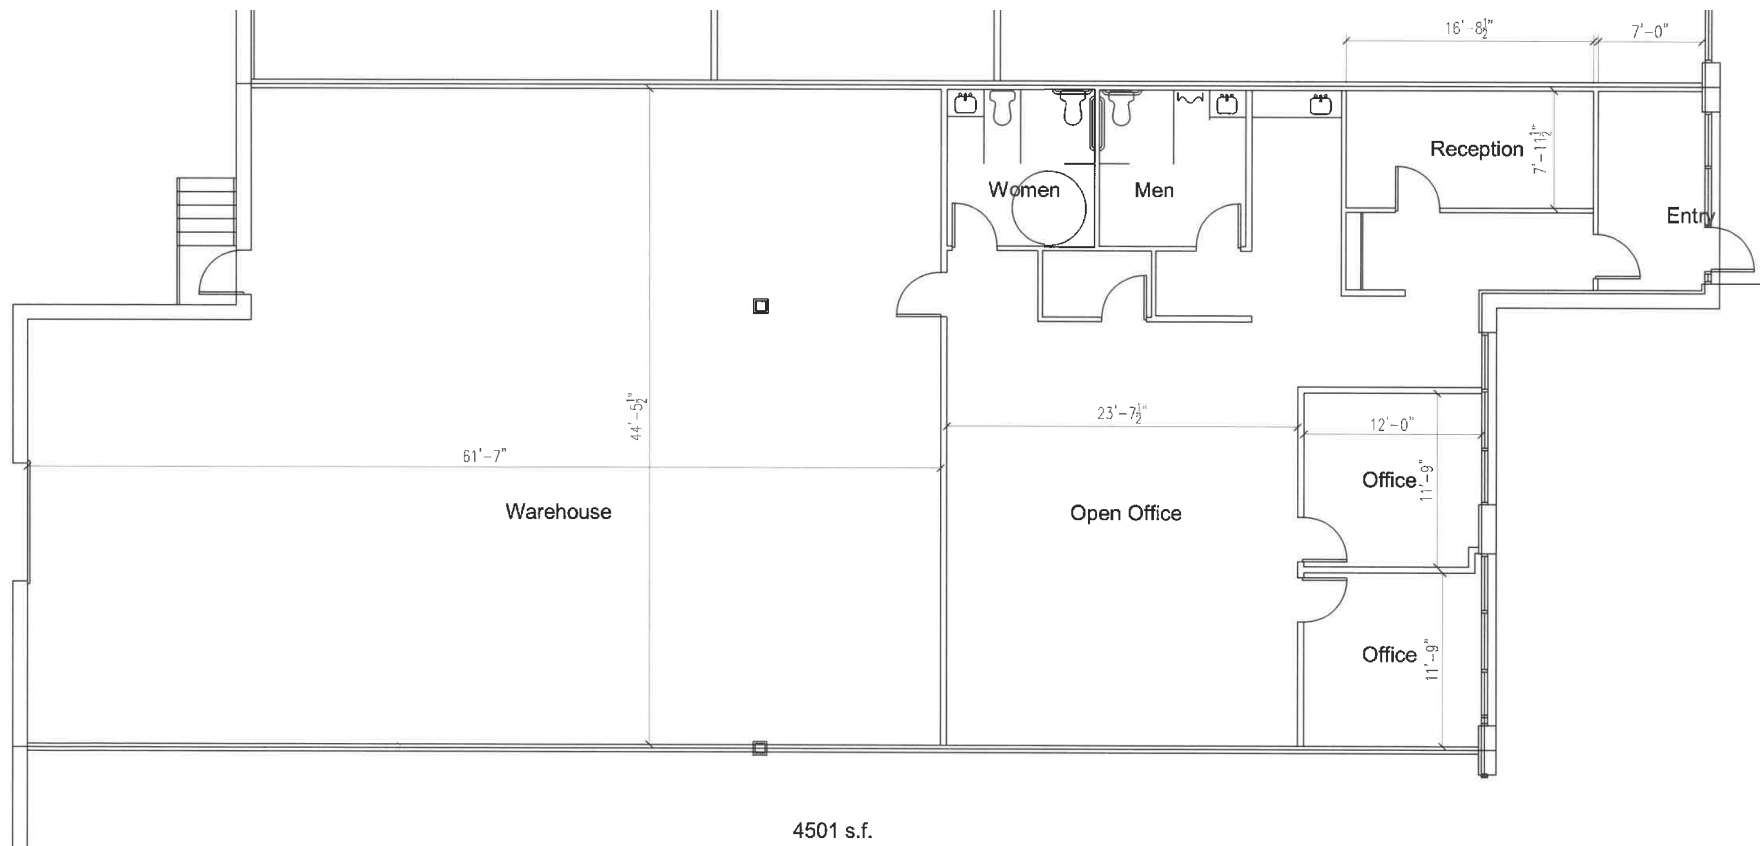 16'-8½"
7'-0"
Reception
7'-11½"
Women
Men
Entry
44'-5½"
23'-7½"
12'-0"
61'-7"
Office
11'-9"
Warehouse
Open Office
Office
11'-9"
4501 s.f.